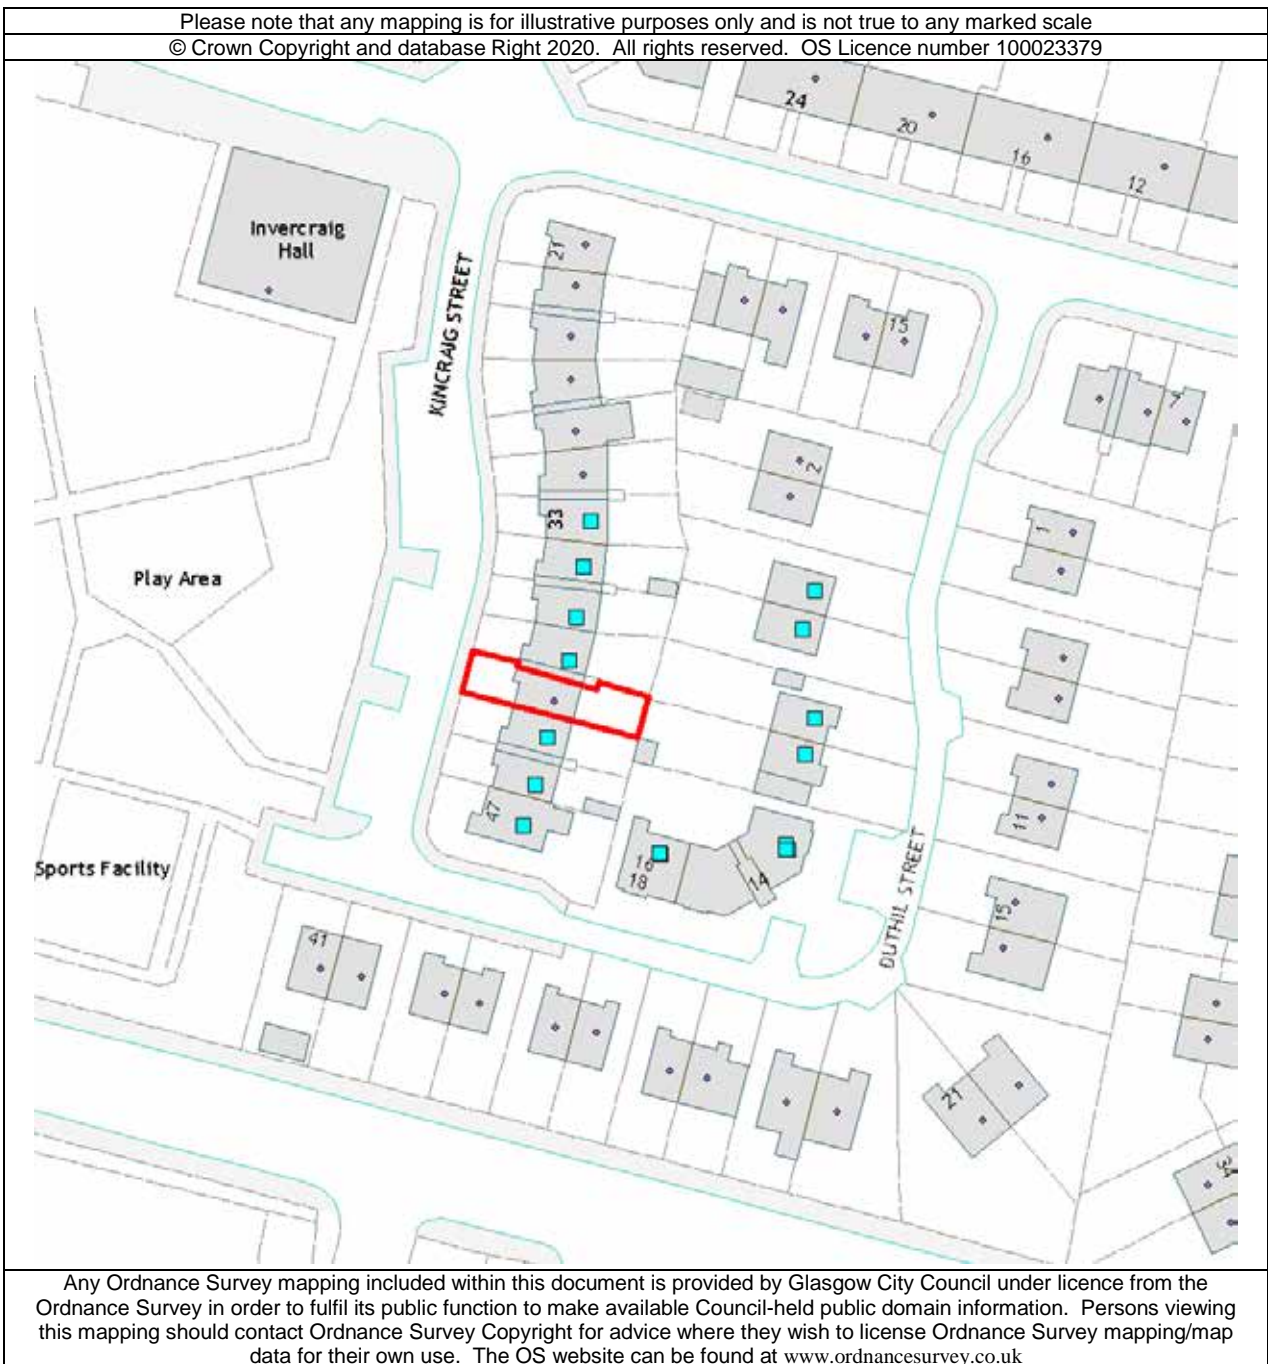 Please note that any mapping is for illustrative purposes only and is not true to any marked scale
© Crown Copyright and database Right 2020. All rights reserved. OS Licence number 100023379
24
20
16
12
Invercraig
Hall
21
KINCRAIG STREET
15
7
2
33
1
Play Area
47
11
16
18
14
Sports Facility
DUTHIL STREET
15
41
21
Any Ordnance Survey mapping included within this document is provided by Glasgow City Council under licence from the
Ordnance Survey in order to fulfil its public function to make available Council-held public domain information. Persons viewing
this mapping should contact Ordnance Survey Copyright for advice where they wish to license Ordnance Survey mapping/map
data for their own use. The OS website can be found at www.ordnancesurvey.co.uk